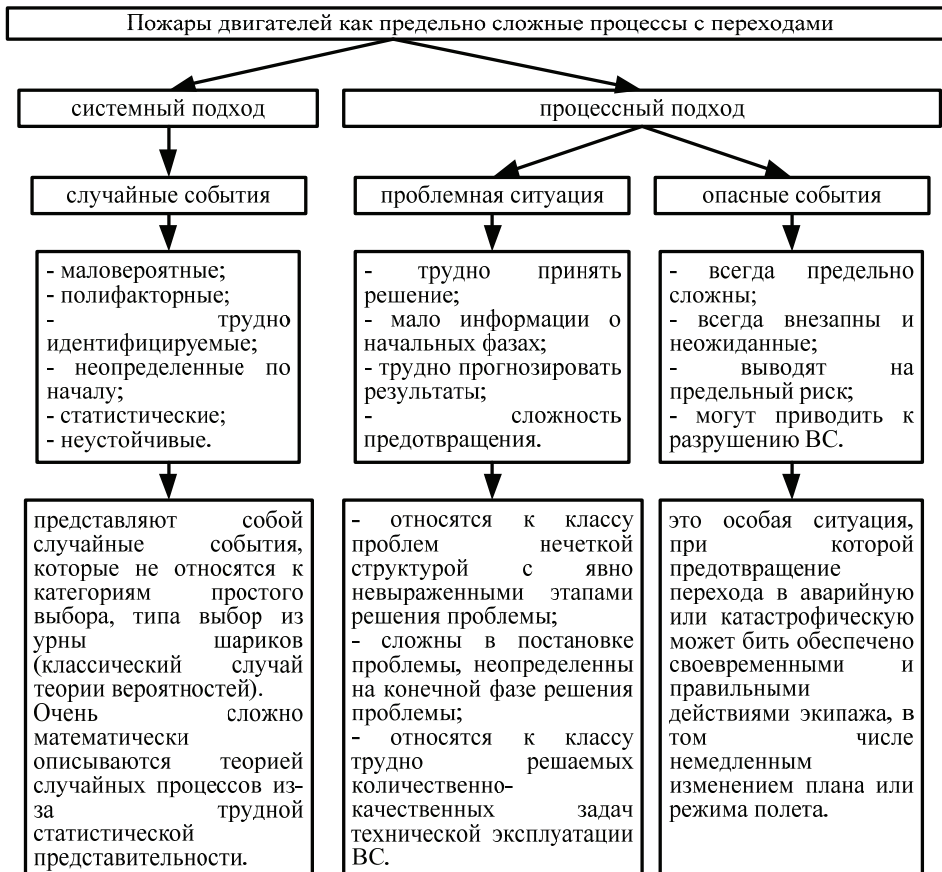 Пожары двигателей как предельно сложные процессы с переходами
системный подход
процессный подход
случайные события
проблемная ситуация
опасные события
- маловероятные;
- полифакторные;
- трудно
идентифицируемые;
- неопределенные по
началу;
- статистические;
- неустойчивые.
- трудно принять
решение;
- мало информации о
начальных фазах;
- трудно прогнозировать
результаты;
- сложность
предотвращения.
- всегда предельно
сложны;
- всегда внезапны и
неожиданные;
- выводят на
предельный риск;
- могут приводить к
разрушению ВС.
представляют собой
случайные события,
которые не относятся к
категориям простого
выбора, типа выбор из
урны шариков
(классический случай
теории вероятностей).
Очень сложно
математически
описываются теорией
случайных процессов из-
за трудной
статистической
представительности.
- относятся к классу
проблем нечеткой
структурой с явно
невыраженными этапами
решения проблемы;
- сложны в постановке
проблемы, неопределенны
на конечной фазе решения
проблемы;
- относятся к классу
трудно решаемых
количественно-
качественных задач
технической эксплуатации
ВС.
это особая ситуация,
при которой
предотвращение
перехода в аварийную
или катастрофическую
может бить обеспечено
своевременными и
правильными
действиями экипажа, в
том числе
немедленным
изменением плана или
режима полета.